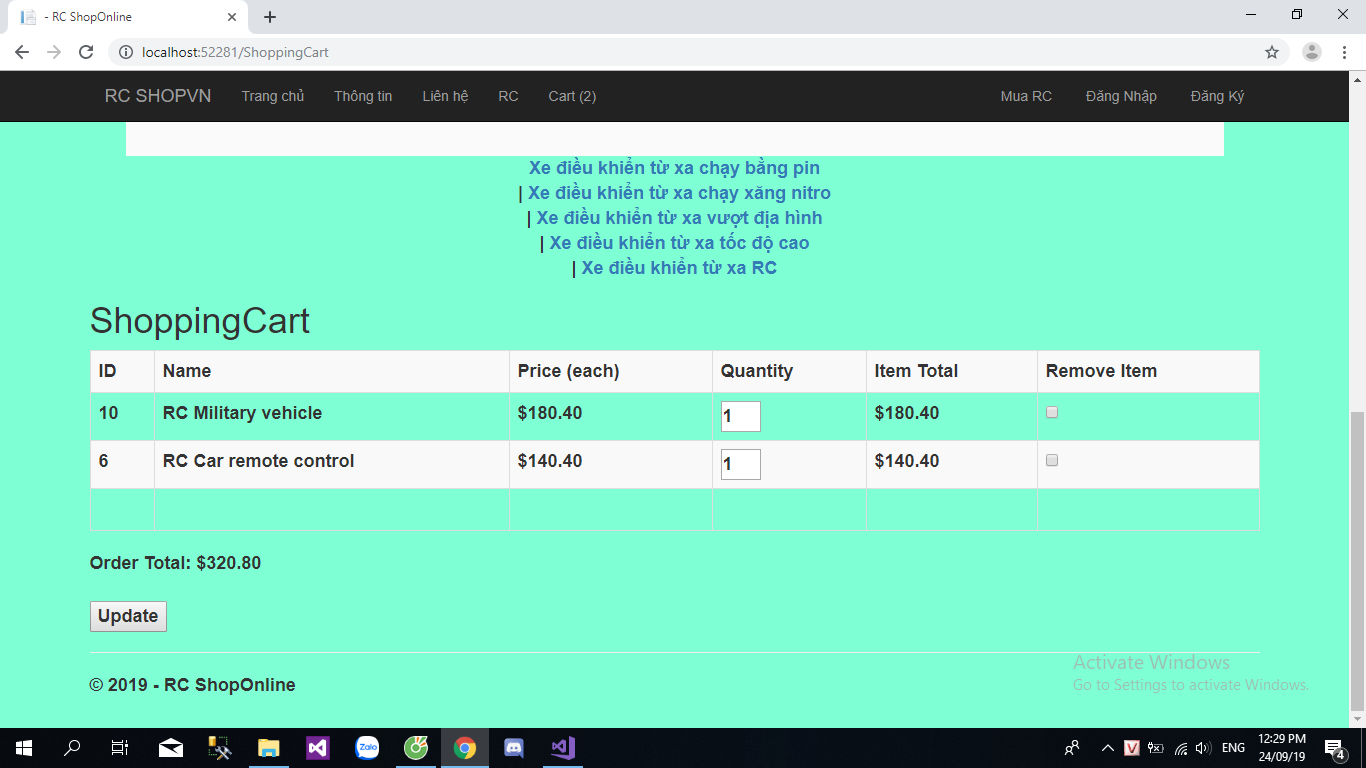 - RC ShopOnline
localhost:52281/ShoppingCart
RC SHOPVN Trang chủ Thông tin Liên hệ RC Cart (2) Mua RC Đăng Nhập Đăng Ký
Xe điều khiển từ xa chạy bằng pin
| Xe điều khiển từ xa chạy xăng nitro
| Xe điều khiển từ xa vượt địa hình
| Xe điều khiển từ xa tốc độ cao
| Xe điều khiển từ xa RC
ShoppingCart
ID Name Price (each) Quantity Item Total Remove Item
10 RC Military vehicle $180.40 1 $180.40
6 RC Car remote control $140.40 1 $140.40
Order Total: $320.80
Update
Activate Windows
Go to Settings to activate Windows.
© 2019 - RC ShopOnline
Zalo V ENG 12:29 PM
24/09/19 4